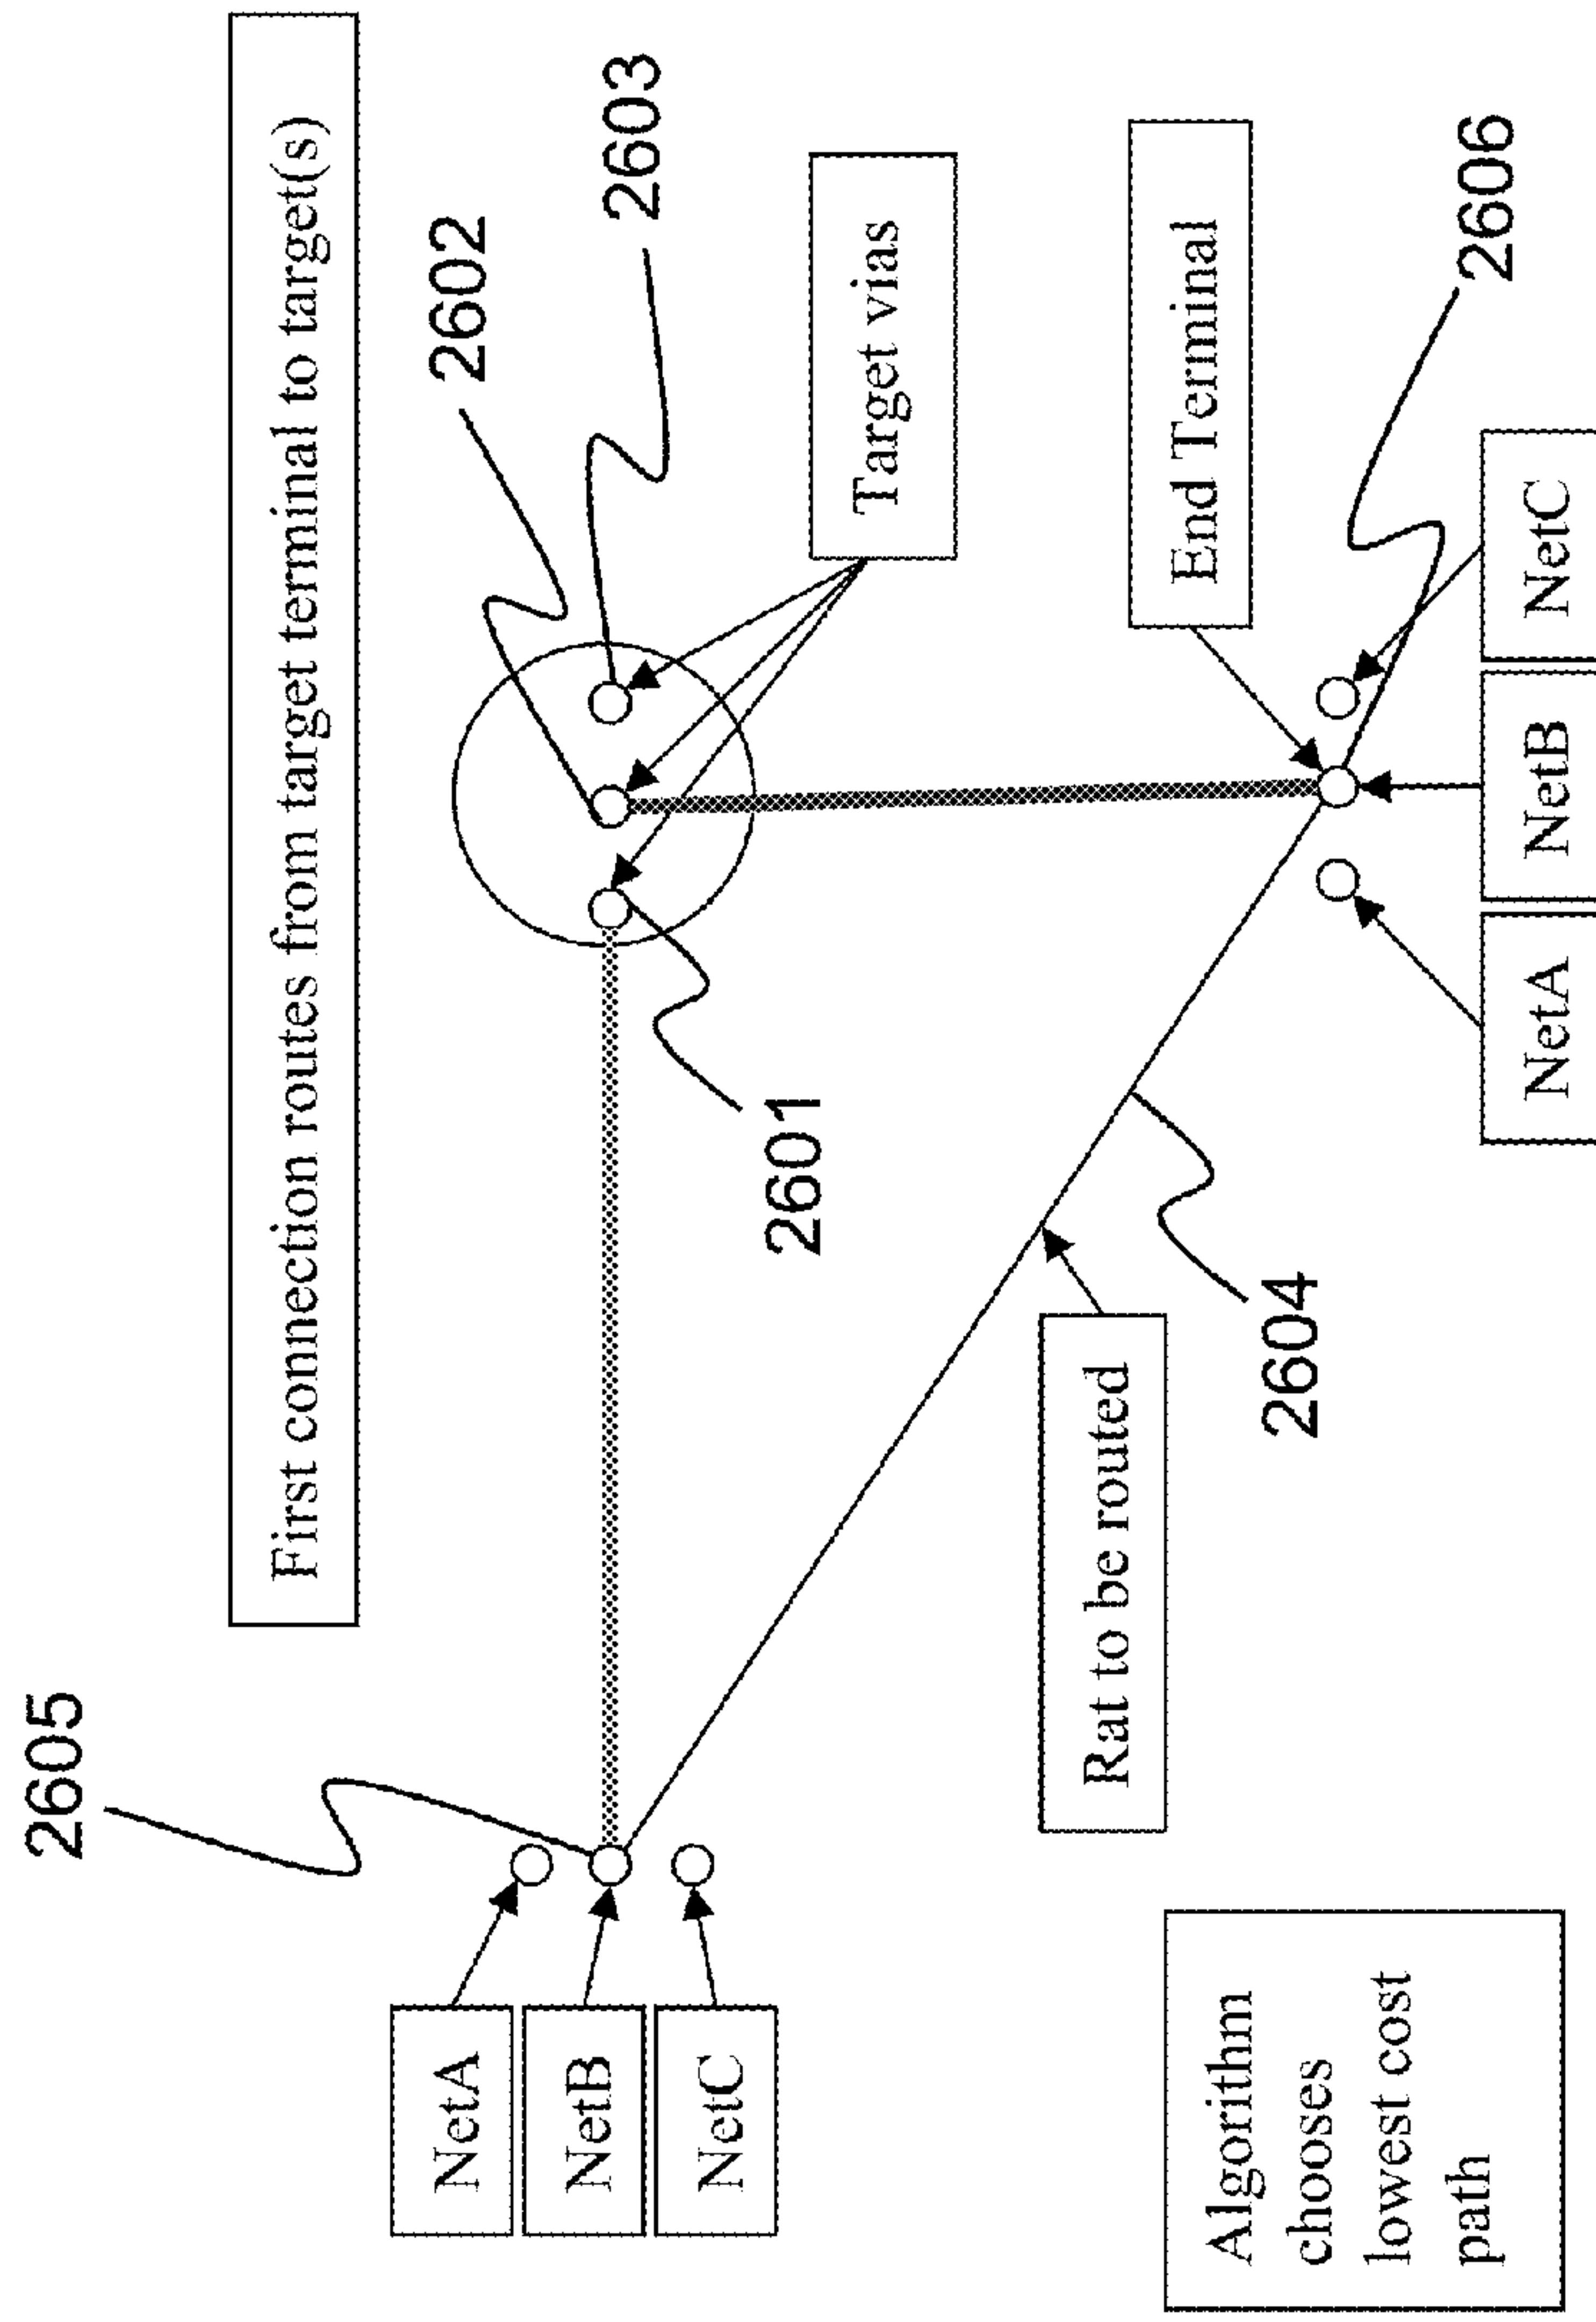 First connection routes from target terminal to target(s)
2605
2602
2603
NetA
NetB
NetC
Target vias
2601
Rat to be routed
End Terminal
2604
2606
Algorithm
chooses
lowest cost
path
NetA
NetB
NetC